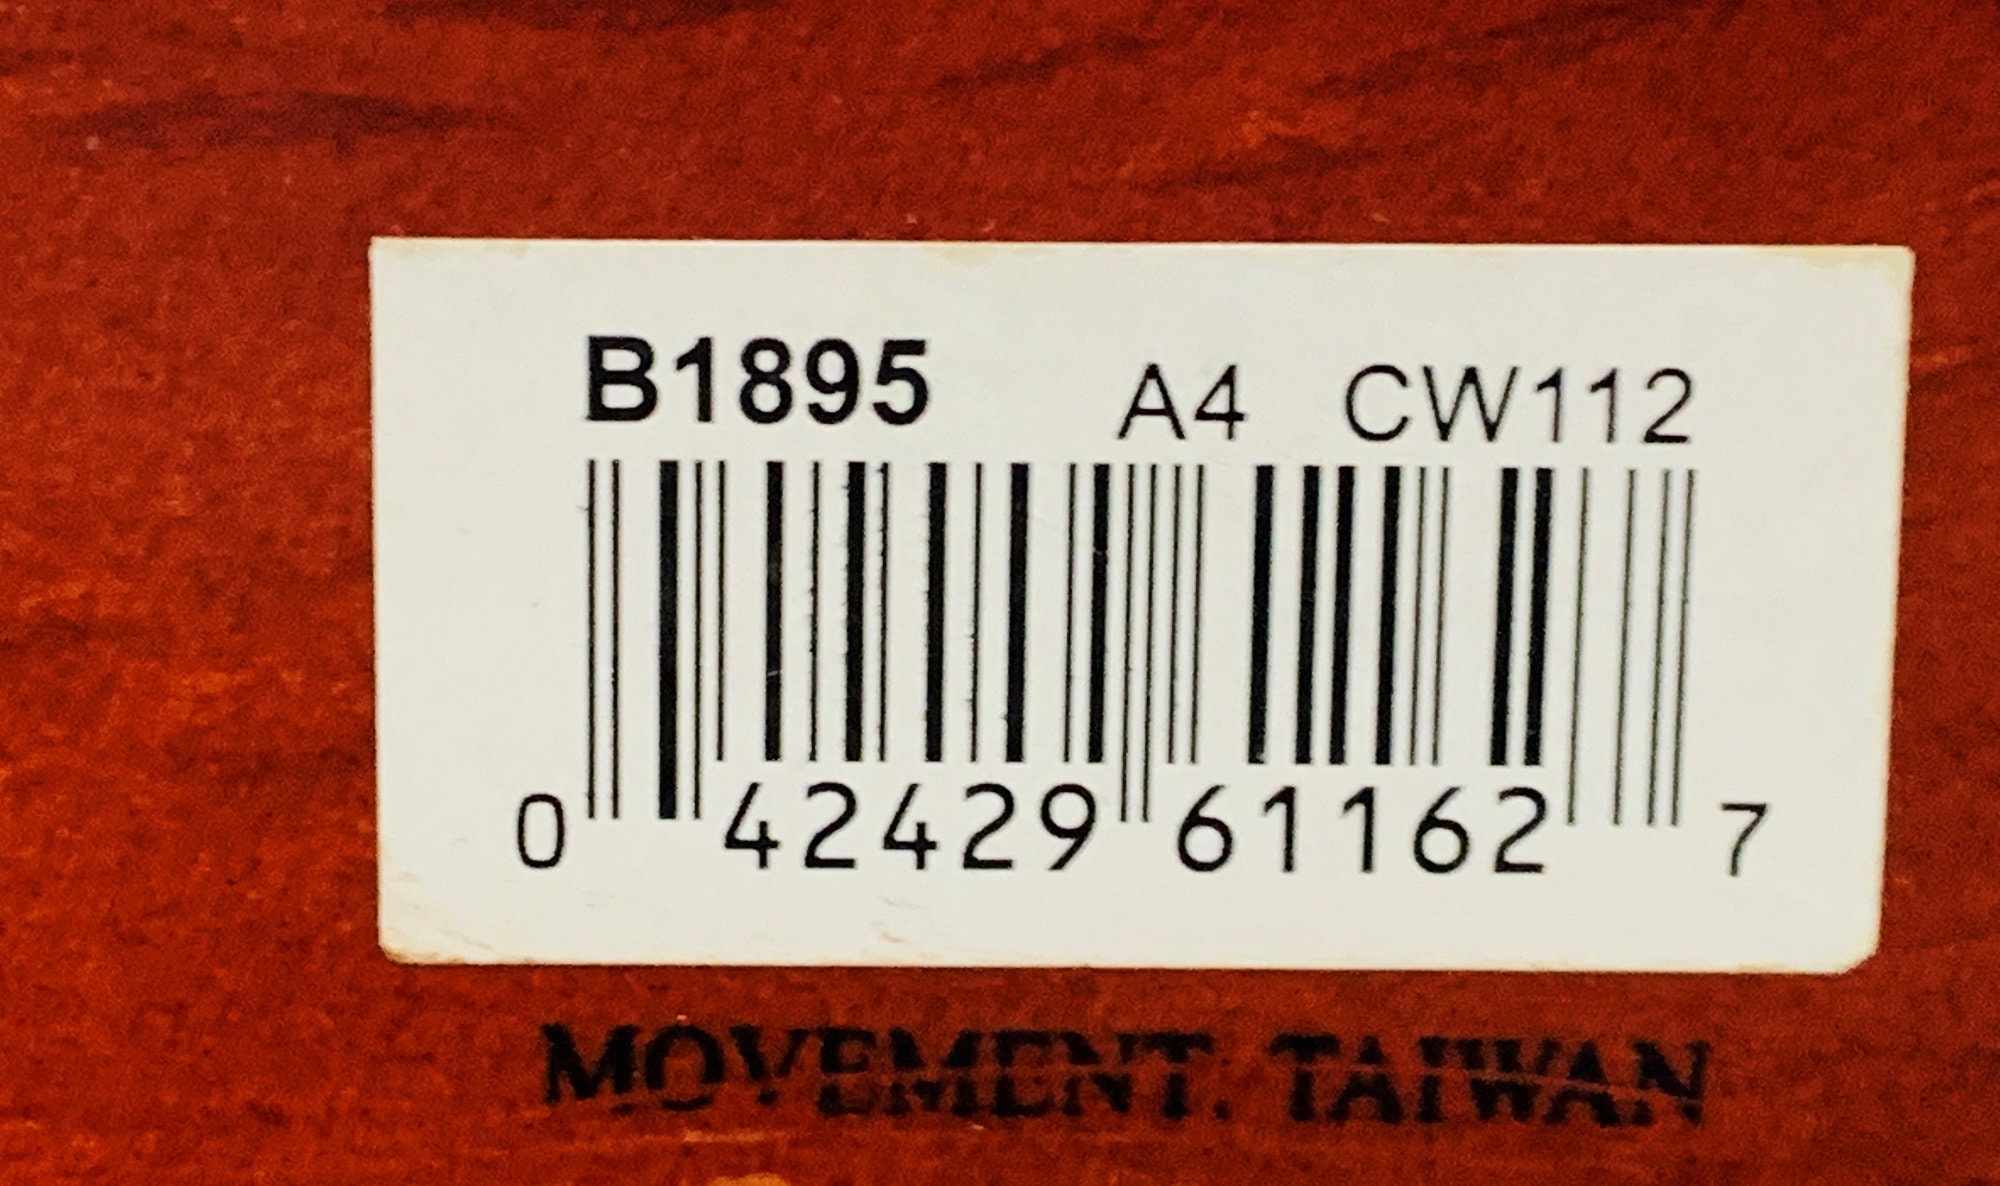 B1895 A4 CW112
0 42429 61162 7
MOVEMENT. TAIWAN